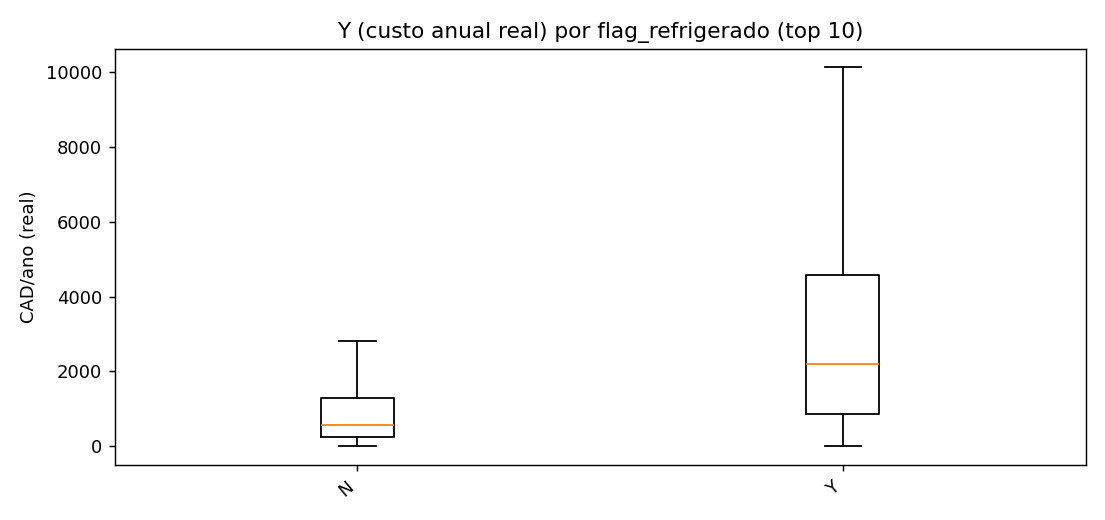 Y (custo anual real) por flag_refrigerado (top 10)
CAD/ano (real)
10000
8000
6000
4000
2000
0
N
Y